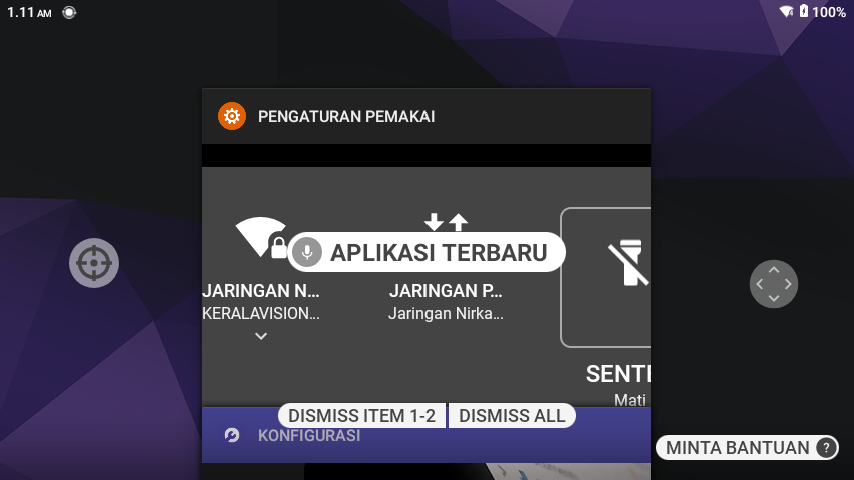 1.11 AM
100%
PENGATURAN PEMAKAI
APLIKASI TERBARU
JARINGAN N...
JARINGAN P...
KERALAVISION...
Jaringan Nirka...
SENTE
Mati
DISMISS ITEM 1-2
DISMISS ALL
KONFIGURASI
MINTA BANTUAN ?